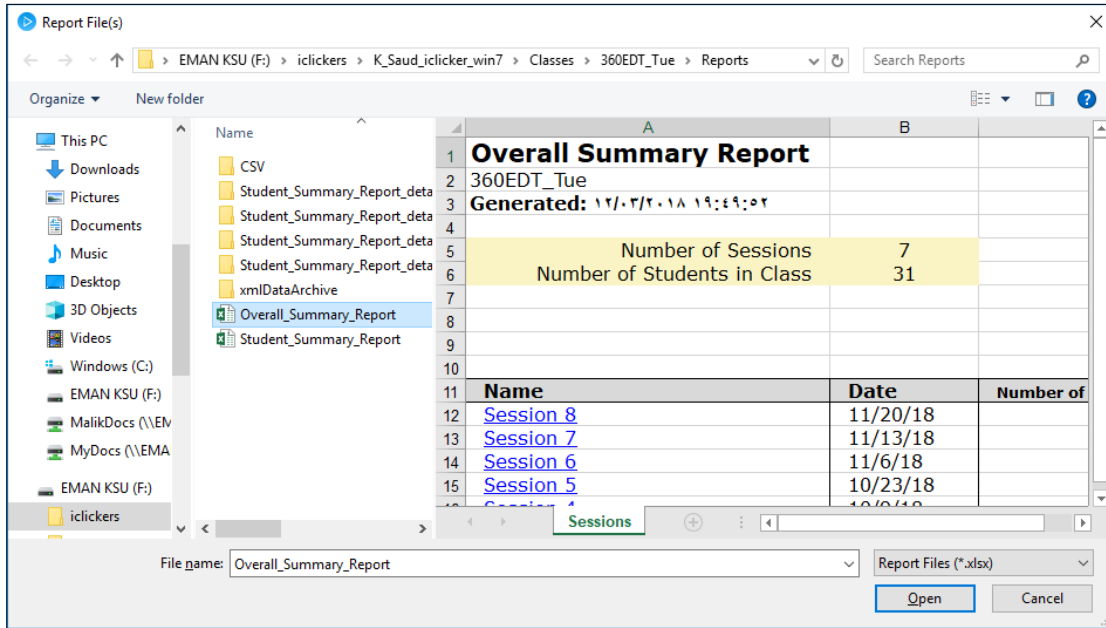 Report File(s)
EMAN KSU (F:) › iclickers › K_Saud_iclicker_win7 › Classes › 360EDT_Tue › Reports
Search Reports
Organize
New folder
This PC
Downloads
Pictures
Documents
Music
Desktop
3D Objects
Videos
Windows (C:)
EMAN KSU (F:)
MalikDocs (\\EM
MyDocs (\\EMA
EMAN KSU (F:)
iclickers
Name
CSV
Student_Summary_Report_deta
Student_Summary_Report_deta
Student_Summary_Report_deta
Student_Summary_Report_deta
xmlDataArchive
Overall_Summary_Report
Student_Summary_Report
A B
1 Overall Summary Report
2 360EDT_Tue
3 Generated: ١٢/٠٣/٢٠١٨ ١٩:٤٩:٥٢
4
5 Number of Sessions 7
6 Number of Students in Class 31
7
8
9
10
11 Name Date Number of
12 Session 8 11/20/18
13 Session 7 11/13/18
14 Session 6 11/6/18
15 Session 5 10/23/18
Sessions
File name: Overall_Summary_Report
Report Files (*.xlsx)
Open
Cancel